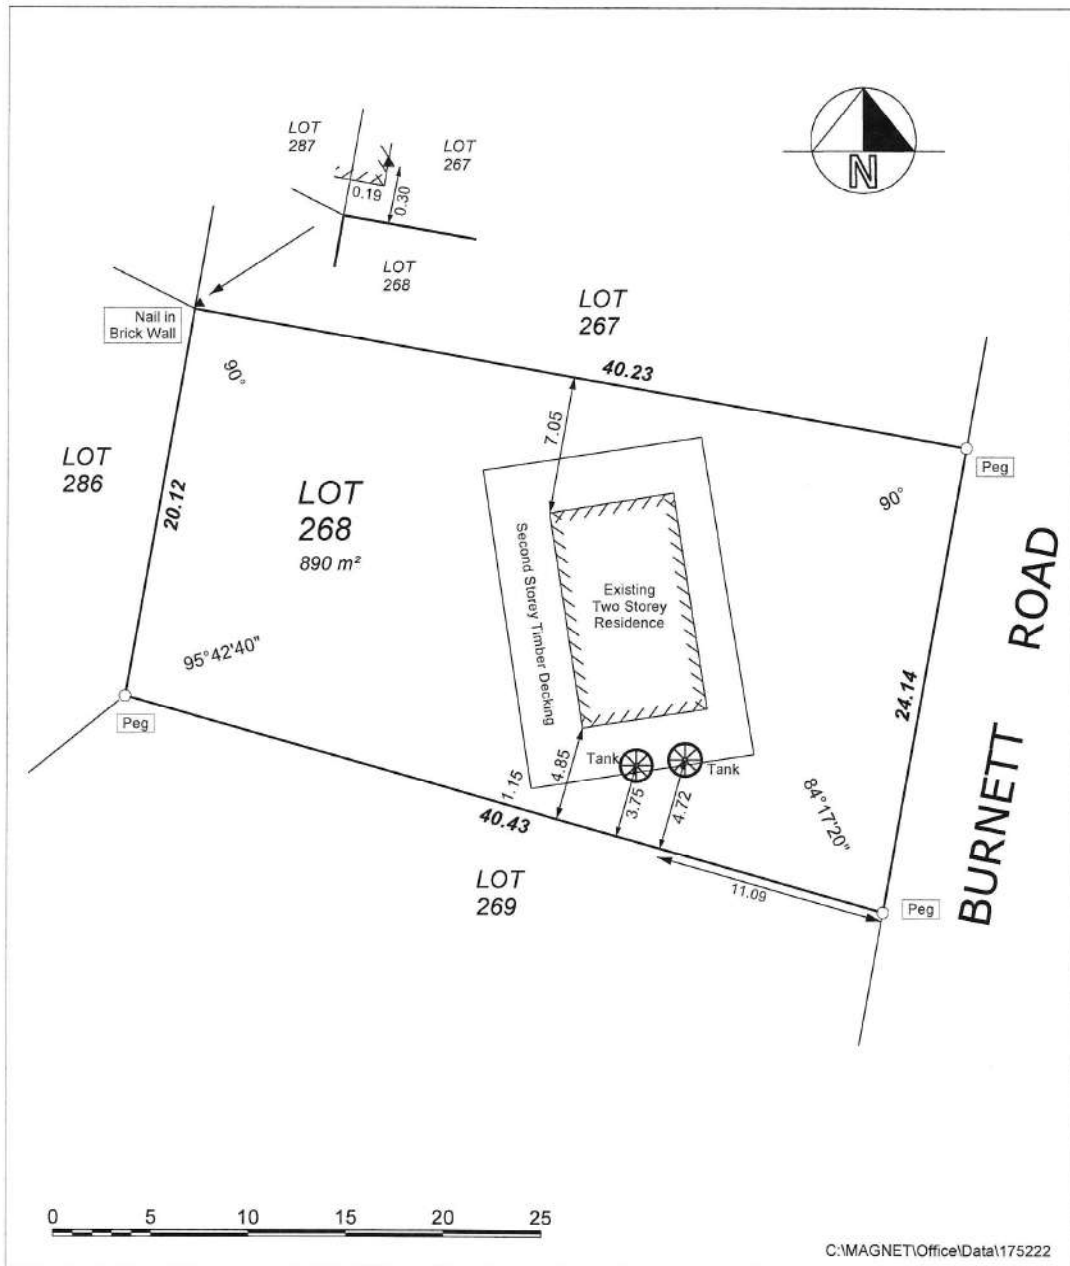 LOT
287
LOT
267
0.19
0.30
LOT
268
N
Nail in
Brick Wall
LOT
267
40.23
90°
7.05
Peg
LOT
286
20.12
LOT
268
890 m²
90°
Second Storey Timber Decking
Existing
Two Storey
Residence
BURNETT ROAD
95°42'40"
Peg
24.14
Tank
Tank
4.85
1.15
3.75
4.72
84°17'20"
40.43
LOT
269
11.09
Peg
0 5 10 15 20 25
C:\MAGNET\Office\Data\175222